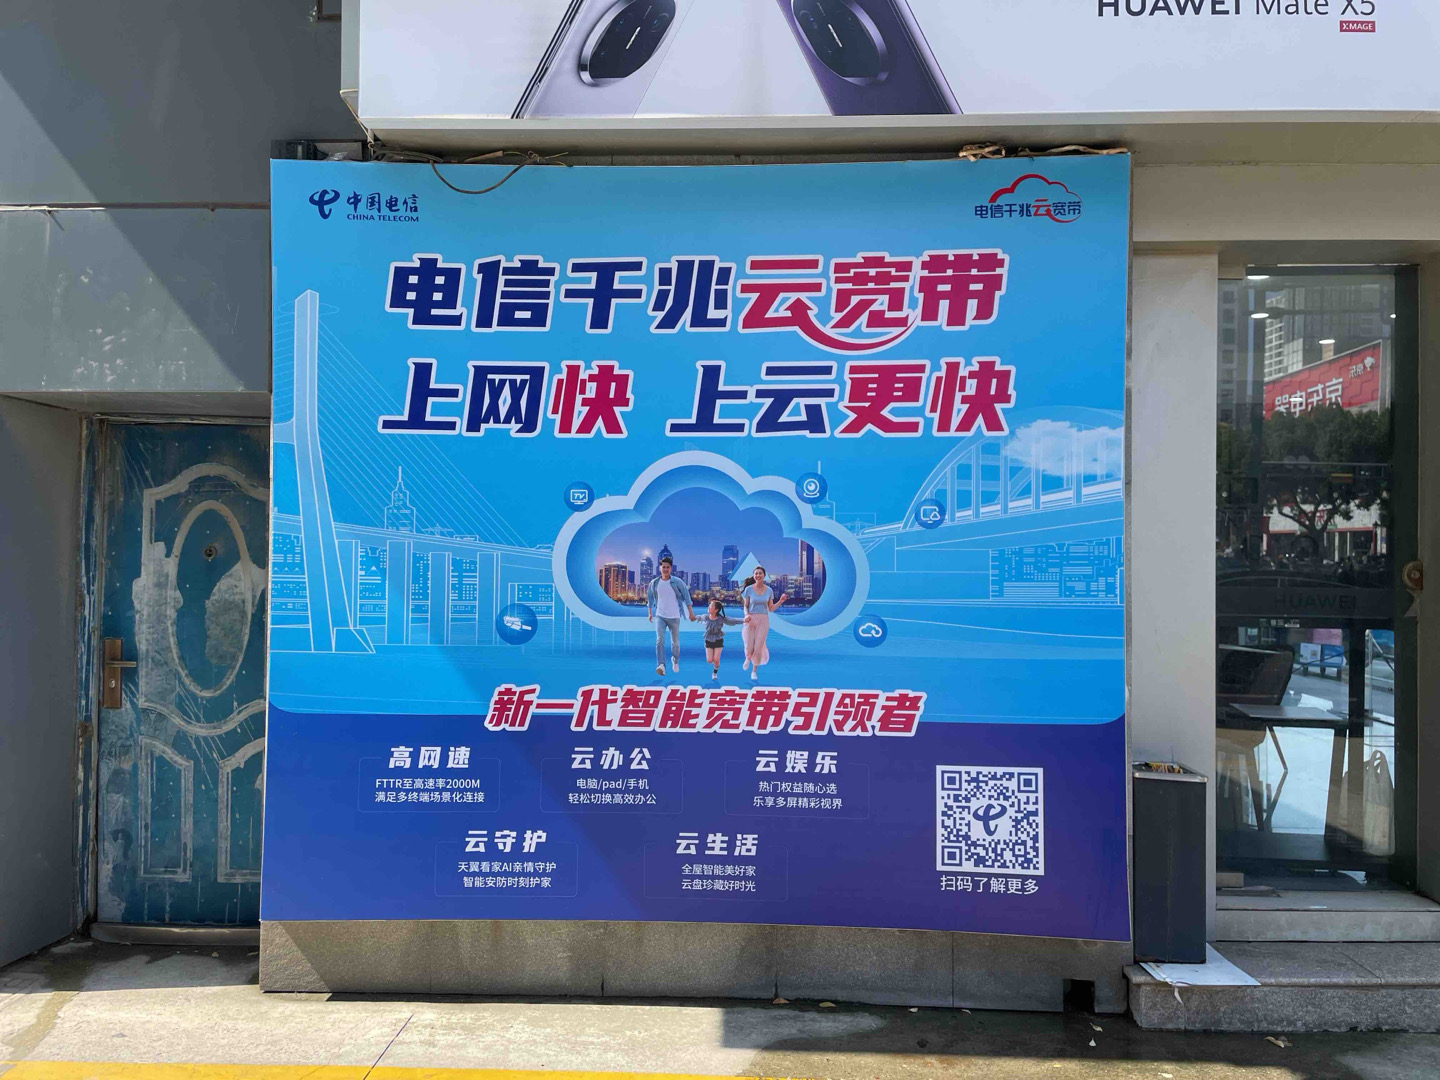 HUAWEI Mate X5
XMAGE
中国电信
CHINA TELECOM
电信千兆云宽带
电信千兆云宽带
上网快 上云更快
TV
新一代智能宽带引领者
高网速
FTTR至高速率2000M
满足多终端场景化连接
云办公
电脑/pad/手机
轻松切换高效办公
云娱乐
热门权益随心选
乐享多屏精彩视界
云守护
天翼看家AI亲情守护
智能安防时刻护家
云生活
全屋智能美好家
云盘珍藏好时光
扫码了解更多
京东
京东电器
HUAWEI